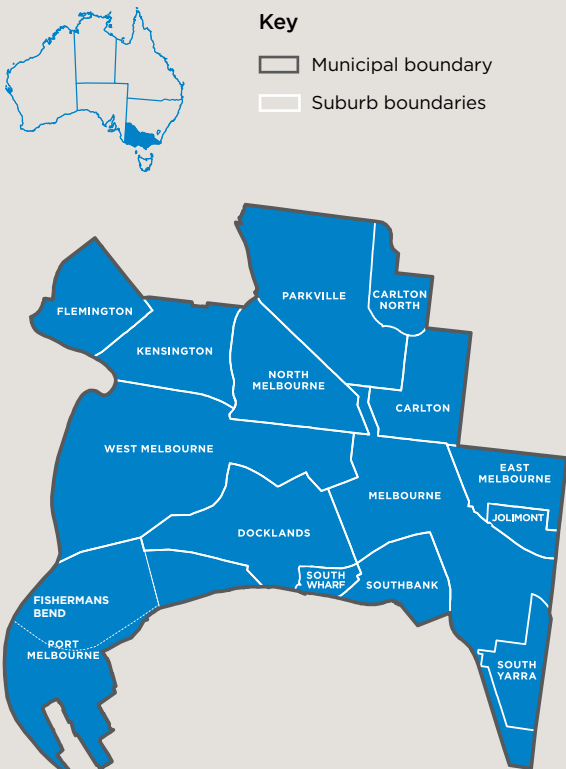 Key
Municipal boundary
Suburb boundaries
PARKVILLE
CARLTON
NORTH
FLEMINGTON
KENSINGTON
NORTH
MELBOURNE
CARLTON
WEST MELBOURNE
EAST
MELBOURNE
MELBOURNE
JOLIMONT
DOCKLANDS
SOUTH
WHARF
SOUTHBANK
FISHERMANS
BEND
PORT
MELBOURNE
SOUTH
YARRA